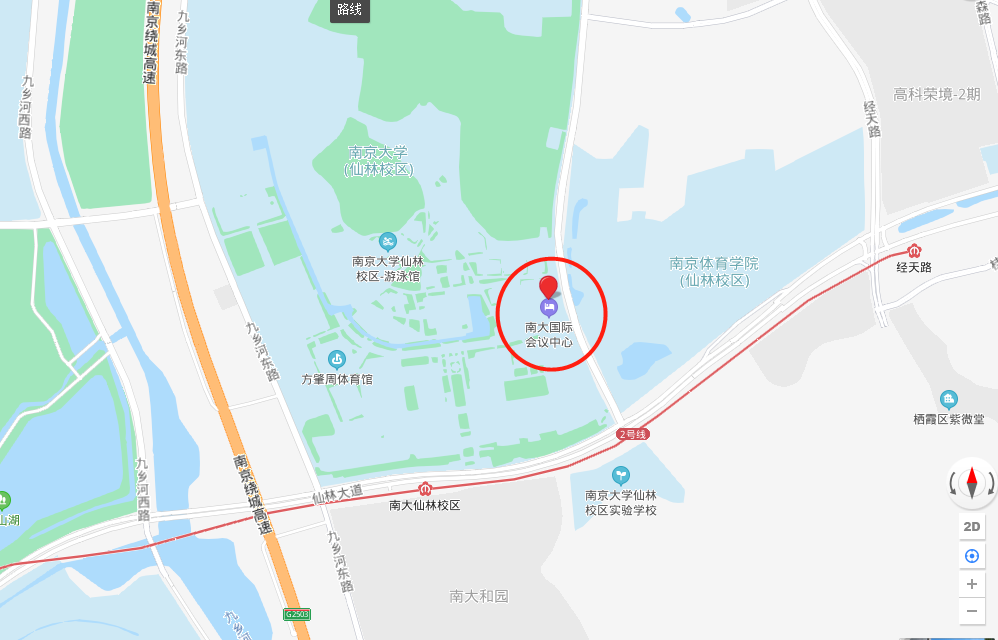 路线
南京绕城高速
九乡河东路
森路
九乡河西路
高科荣境-2期
经天路
南京大学
(仙林校区)
南京大学仙林
校区-游泳馆
南京体育学院
(仙林校区)
经天路
南大国际
会议中心
九乡河东路
方肇周体育馆
栖霞区紫微堂
2号线
九乡河西路
南京绕城高速
仙林大道
南大仙林校区
南京大学仙林
校区实验学校
山湖
2D
九乡河东路
南大和园
G2503
九乡河
+
−